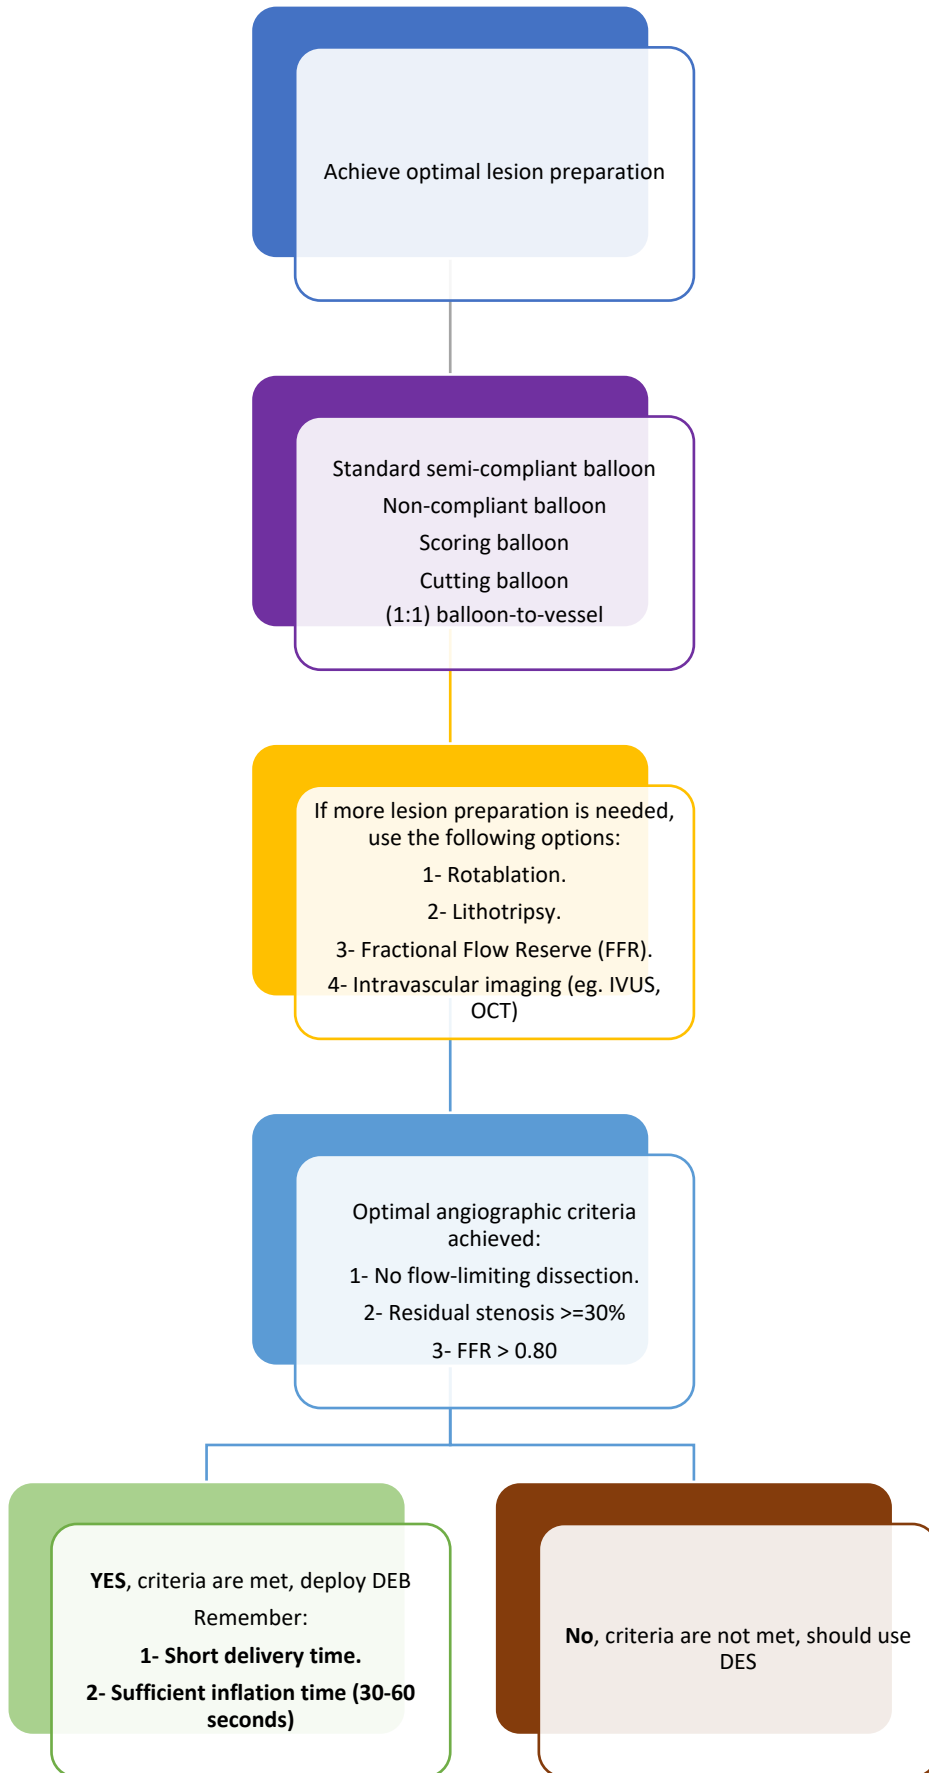 Achieve optimal lesion preparation
Standard semi-compliant balloon
Non-compliant balloon
Scoring balloon
Cutting balloon
(1:1) balloon-to-vessel
If more lesion preparation is needed,
use the following options:
1- Rotablation.
2- Lithotripsy.
3- Fractional Flow Reserve (FFR).
4- Intravascular imaging (eg. IVUS,
OCT)
Optimal angiographic criteria
achieved:
1- No flow-limiting dissection.
2- Residual stenosis >=30%
3- FFR > 0.80
YES, criteria are met, deploy DEB
Remember:
1- Short delivery time.
2- Sufficient inflation time (30-60
seconds)
No, criteria are not met, should use
DES